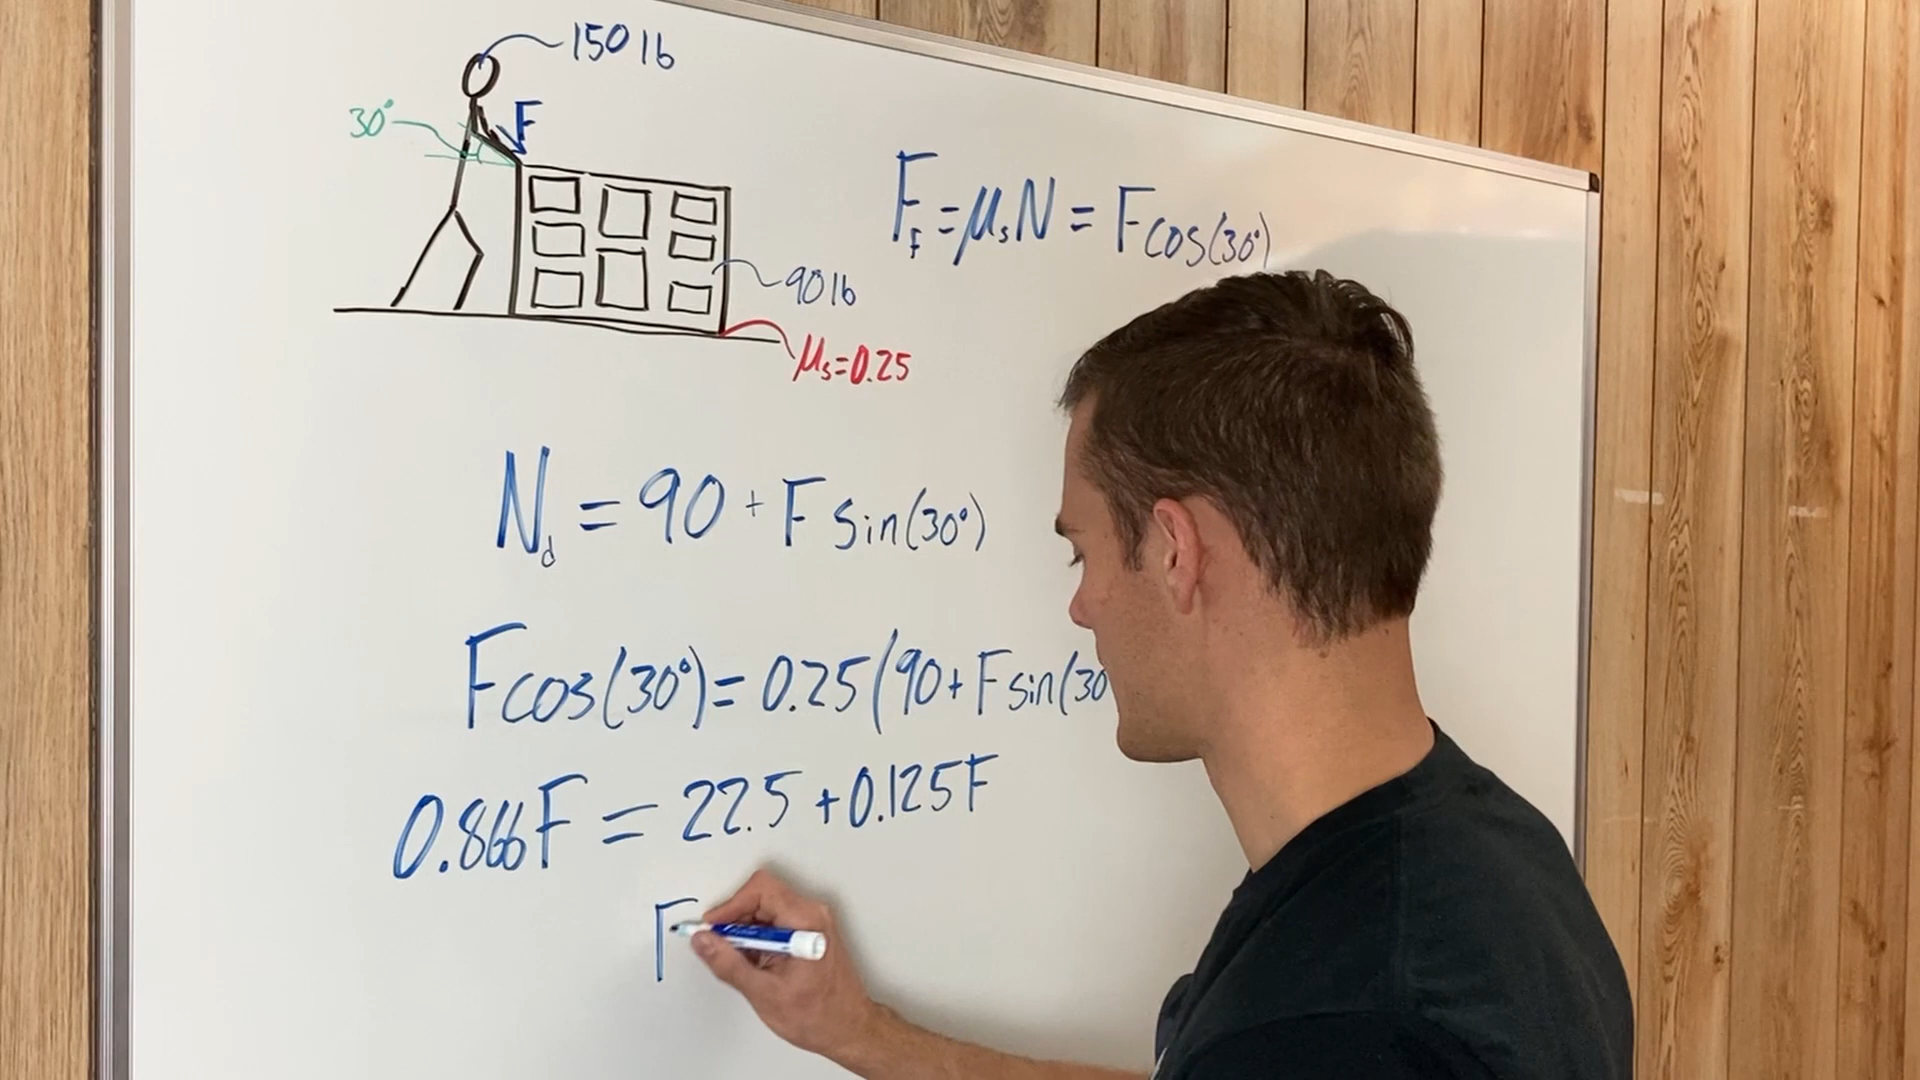 150 lb
30°
F
90 lb
μs=0.25
FF=μsN = Fcos(30°)
Nd = 90 + F sin(30°)
Fcos(30°)= 0.25(90+ F sin(30
0.866F = 22.5 +0.125F
F